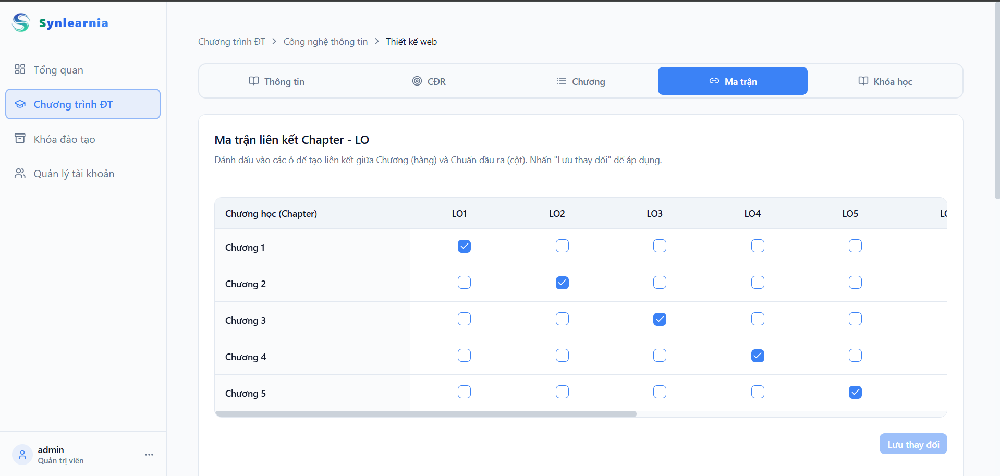 Synlearnia
Tổng quan
Chương trình ĐT
Khóa đào tạo
Quản lý tài khoản
admin
Quản trị viên
Chương trình ĐT > Công nghệ thông tin > Thiết kế web
Thông tin
CĐR
Chương
Ma trận
Khóa học
Ma trận liên kết Chapter - LO
Đánh dấu vào các ô để tạo liên kết giữa Chương (hàng) và Chuẩn đầu ra (cột). Nhấn "Lưu thay đổi" để áp dụng.
Chương học (Chapter) LO1 LO2 LO3 LO4 LO5
Chương 1
Chương 2
Chương 3
Chương 4
Chương 5
Lưu thay đổi